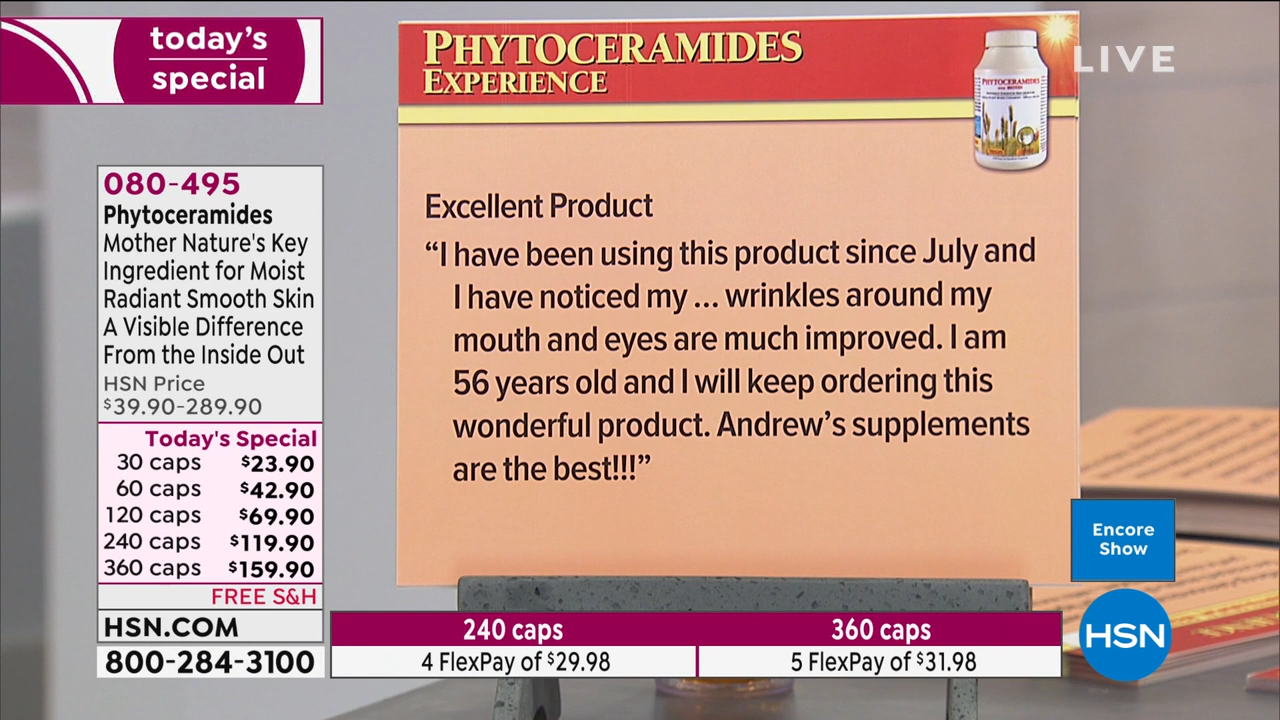 today's
special
PHYTOCERAMIDES
EXPERIENCE
LIVE
PHYTOCERAMIDES
Excellent Product
“I have been using this product since July and
I have noticed my ... wrinkles around my
mouth and eyes are much improved. I am
56 years old and I will keep ordering this
wonderful product. Andrew’s supplements
are the best!!!”
080-495
Phytoceramides
Mother Nature's Key
Ingredient for Moist
Radiant Smooth Skin
A Visible Difference
From the Inside Out
HSN Price
$39.90-289.90
Today's Special
30 caps $23.90
60 caps $42.90
120 caps $69.90
240 caps $119.90
360 caps $159.90
FREE S&H
HSN.COM
800-284-3100
240 caps 360 caps
4 FlexPay of $29.98 5 FlexPay of $31.98
Encore
Show
HSN